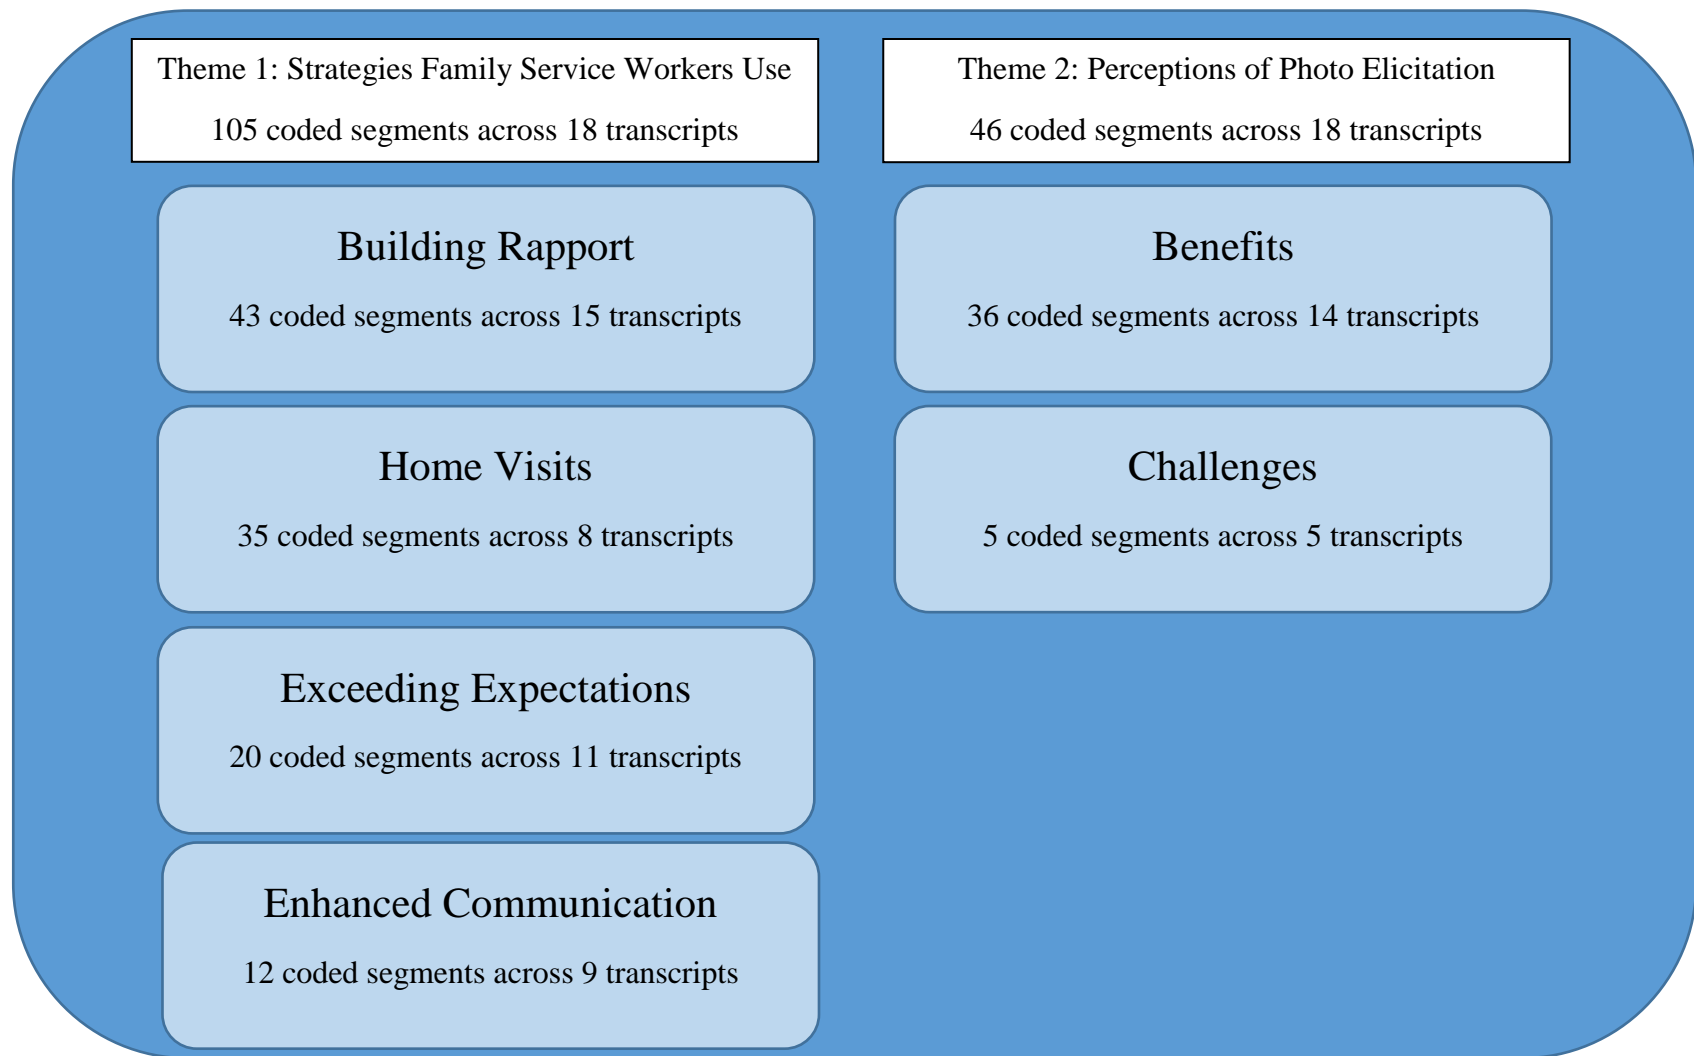 Theme 1: Strategies Family Service Workers Use
105 coded segments across 18 transcripts
Building Rapport
43 coded segments across 15 transcripts
Home Visits
35 coded segments across 8 transcripts
Exceeding Expectations
20 coded segments across 11 transcripts
Enhanced Communication
12 coded segments across 9 transcripts
Theme 2: Perceptions of Photo Elicitation
46 coded segments across 18 transcripts
Benefits
36 coded segments across 14 transcripts
Challenges
5 coded segments across 5 transcripts